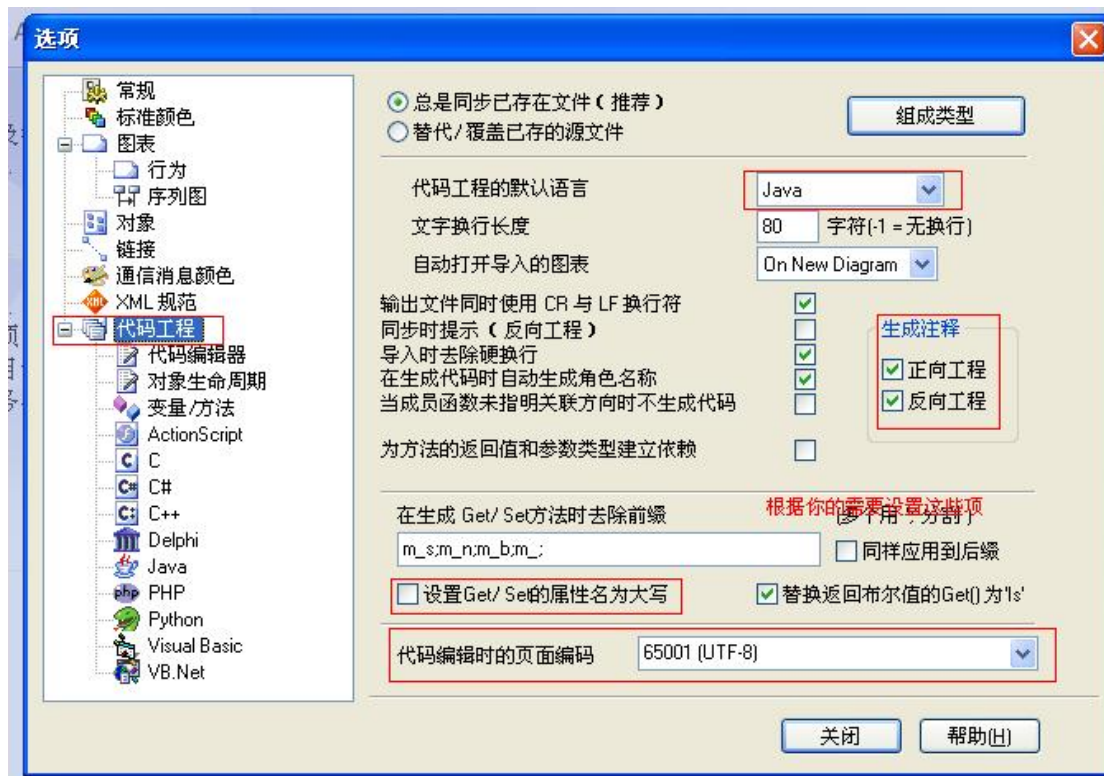 选项
常规
标准颜色
图表
行为
序列图
对象
链接
通信消息颜色
XML 规范
代码工程
代码编辑器
对象生命周期
变量/方法
ActionScript
C
C#
C++
Delphi
Java
PHP
Python
Visual Basic
VB.Net
总是同步已存在文件(推荐)
替代/覆盖已存的源文件
组成类型
代码工程的默认语言
Java
文字换行长度
80
字符(-1 = 无换行)
自动打开导入的图表
On New Diagram
输出文件同时使用 CR 与 LF 换行符
同步时提示(反向工程)
导入时去除硬换行
在生成代码时自动生成角色名称
当成员函数未指明关联方向时不生成代码
为方法的返回值和参数类型建立依赖
生成注释
正向工程
反向工程
根据你的需要设置这些项
在生成 Get/ Set方法时去除前缀
m_s;m_n;m_b;m_;
同样应用到后缀
设置Get/ Set的属性名为大写
替换返回布尔值的Get()为'Is'
代码编辑时的页面编码
65001 (UTF-8)
关闭
帮助(H)